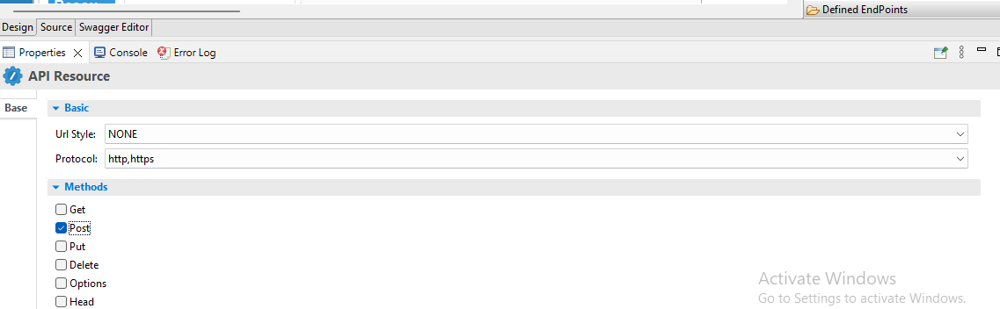 Defined EndPoints
Design Source Swagger Editor
Properties Console Error Log
API Resource
Base
Basic
Url Style: NONE
Protocol: http,https
Methods
Get
Post
Put
Delete
Options
Head
Activate Windows
Go to Settings to activate Windows.